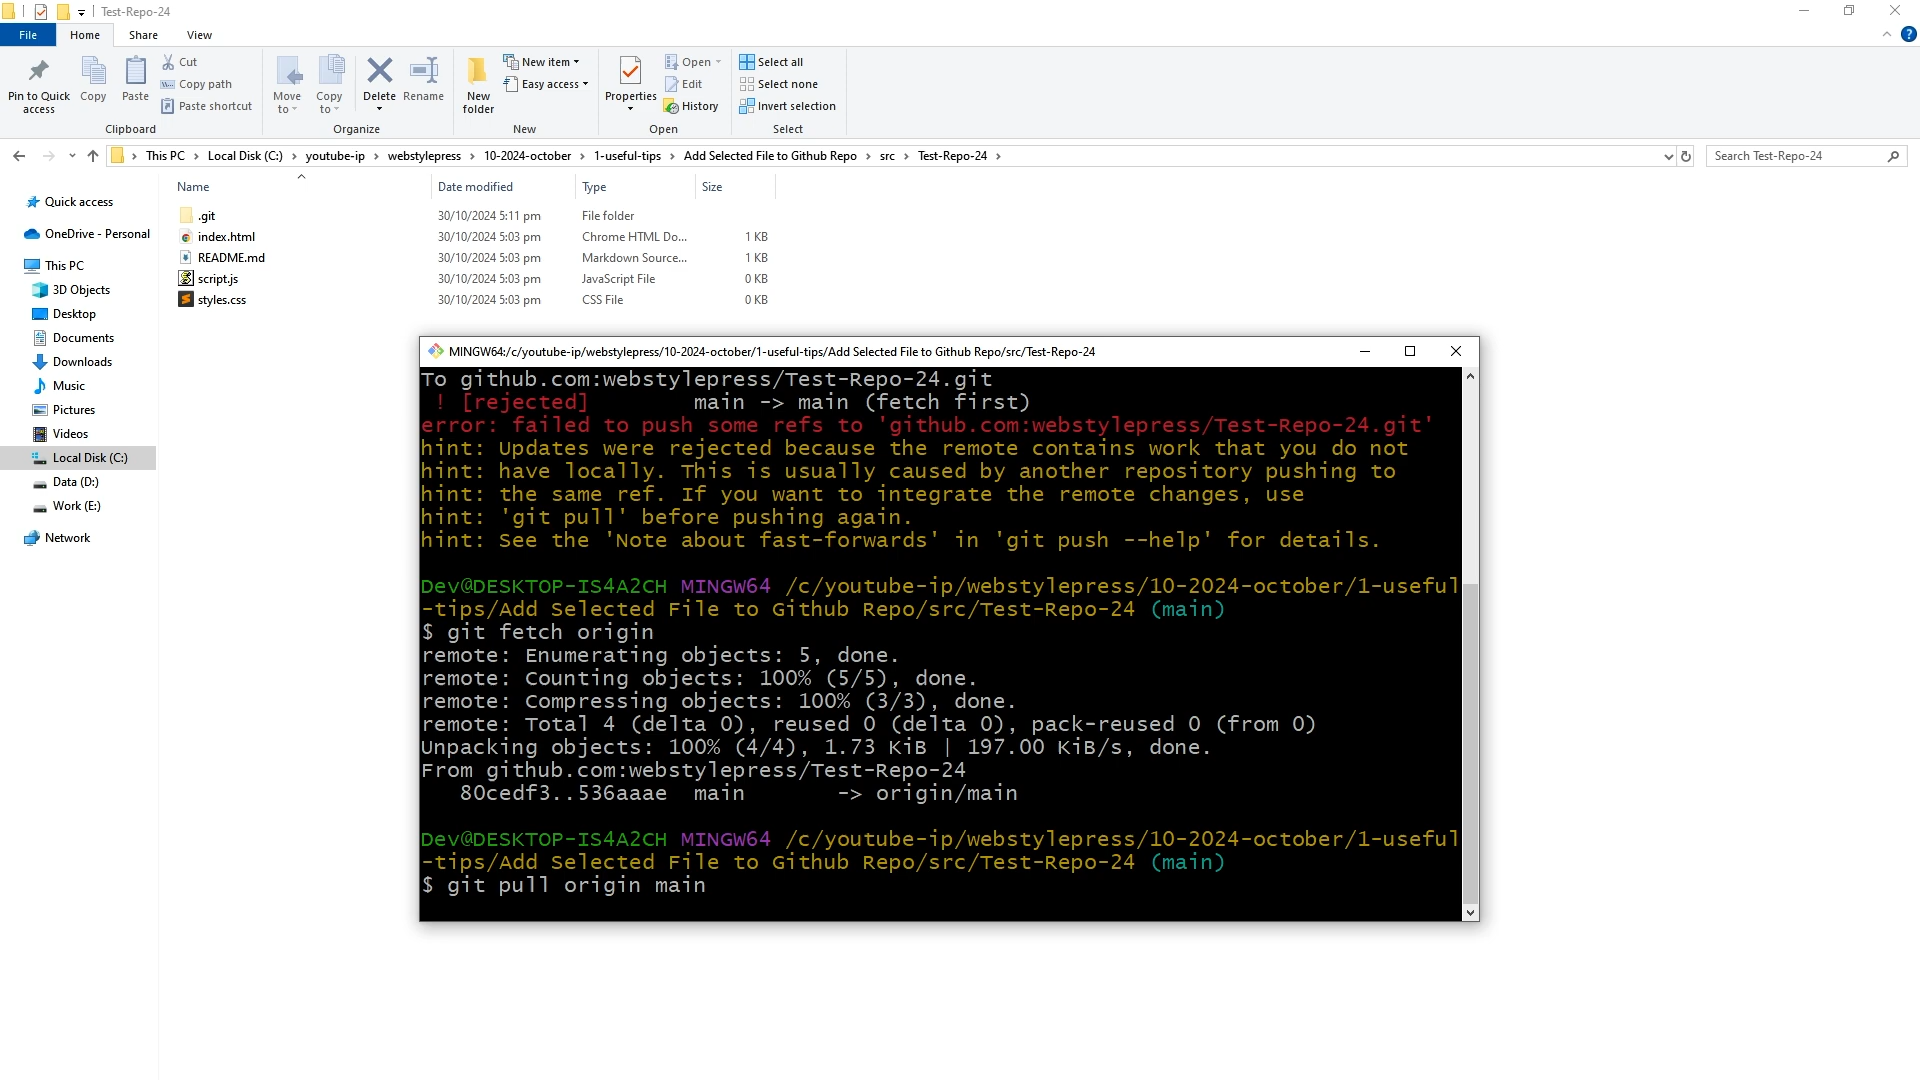 Test-Repo-24
File
Home
Share
View
Pin to Quick access
Copy
Paste
Cut
Copy path
Paste shortcut
Clipboard
Move to
Copy to
Delete
Rename
Organize
New folder
New item
Easy access
New
Properties
Open
Edit
History
Open
Select all
Select none
Invert selection
Select
This PC > Local Disk (C:) > youtube-ip > webstylepress > 10-2024-october > 1-useful-tips > Add Selected File to Github Repo > src > Test-Repo-24 >
Search Test-Repo-24
Quick access
OneDrive - Personal
This PC
3D Objects
Desktop
Documents
Downloads
Music
Pictures
Videos
Local Disk (C:)
Data (D:)
Work (E:)
Network
Name Date modified Type Size
.git 30/10/2024 5:11 pm File folder
index.html 30/10/2024 5:03 pm Chrome HTML Do... 1 KB
README.md 30/10/2024 5:03 pm Markdown Source... 1 KB
script.js 30/10/2024 5:03 pm JavaScript File 0 KB
styles.css 30/10/2024 5:03 pm CSS File 0 KB
MINGW64:/c/youtube-ip/webstylepress/10-2024-october/1-useful-tips/Add Selected File to Github Repo/src/Test-Repo-24
To github.com:webstylepress/Test-Repo-24.git
! [rejected] main -> main (fetch first)
error: failed to push some refs to 'github.com:webstylepress/Test-Repo-24.git'
hint: Updates were rejected because the remote contains work that you do not
hint: have locally. This is usually caused by another repository pushing to
hint: the same ref. If you want to integrate the remote changes, use
hint: 'git pull' before pushing again.
hint: See the 'Note about fast-forwards' in 'git push --help' for details.
Dev@DESKTOP-IS4A2CH MINGW64 /c/youtube-ip/webstylepress/10-2024-october/1-useful
-tips/Add Selected File to Github Repo/src/Test-Repo-24 (main)
$ git fetch origin
remote: Enumerating objects: 5, done.
remote: Counting objects: 100% (5/5), done.
remote: Compressing objects: 100% (3/3), done.
remote: Total 4 (delta 0), reused 0 (delta 0), pack-reused 0 (from 0)
Unpacking objects: 100% (4/4), 1.73 KiB | 197.00 KiB/s, done.
From github.com:webstylepress/Test-Repo-24
80cedf3..536aaae main -> origin/main
Dev@DESKTOP-IS4A2CH MINGW64 /c/youtube-ip/webstylepress/10-2024-october/1-useful
-tips/Add Selected File to Github Repo/src/Test-Repo-24 (main)
$ git pull origin main